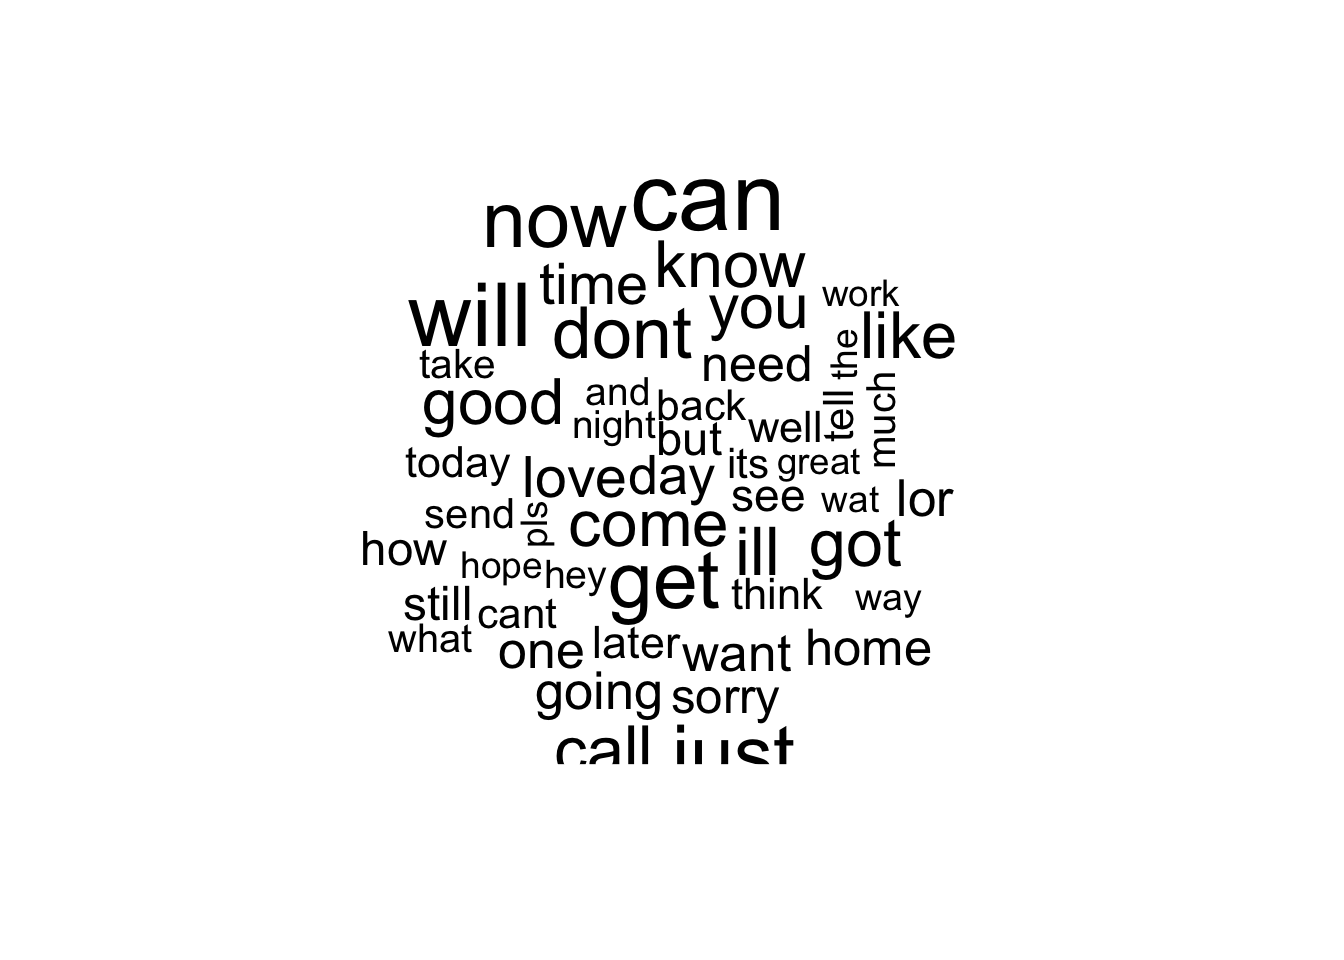 now can
time know
will dont you work
the like
take need
good and back tell much
night but well
today love day its great
send pls come see wat lor
how hope hey get ill got
still cant think way
what one later want home
going sorry
call just